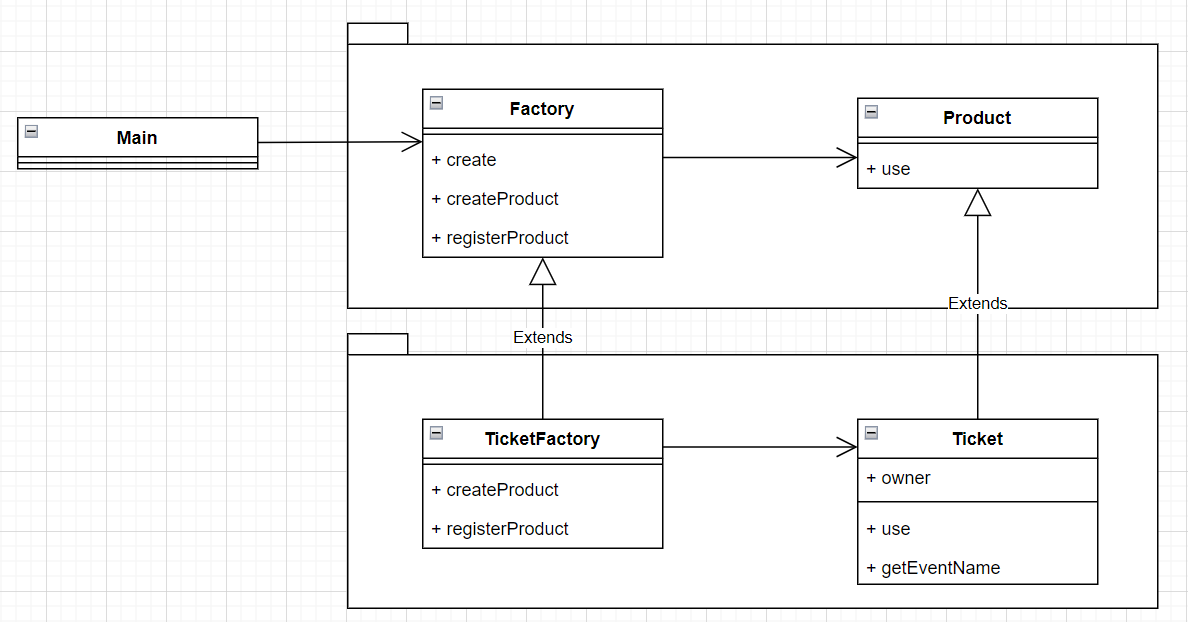 Main
Factory
+ create
+ createProduct
+ registerProduct
Product
+ use
Extends
Extends
TicketFactory
+ createProduct
+ registerProduct
Ticket
+ owner
+ use
+ getEventName